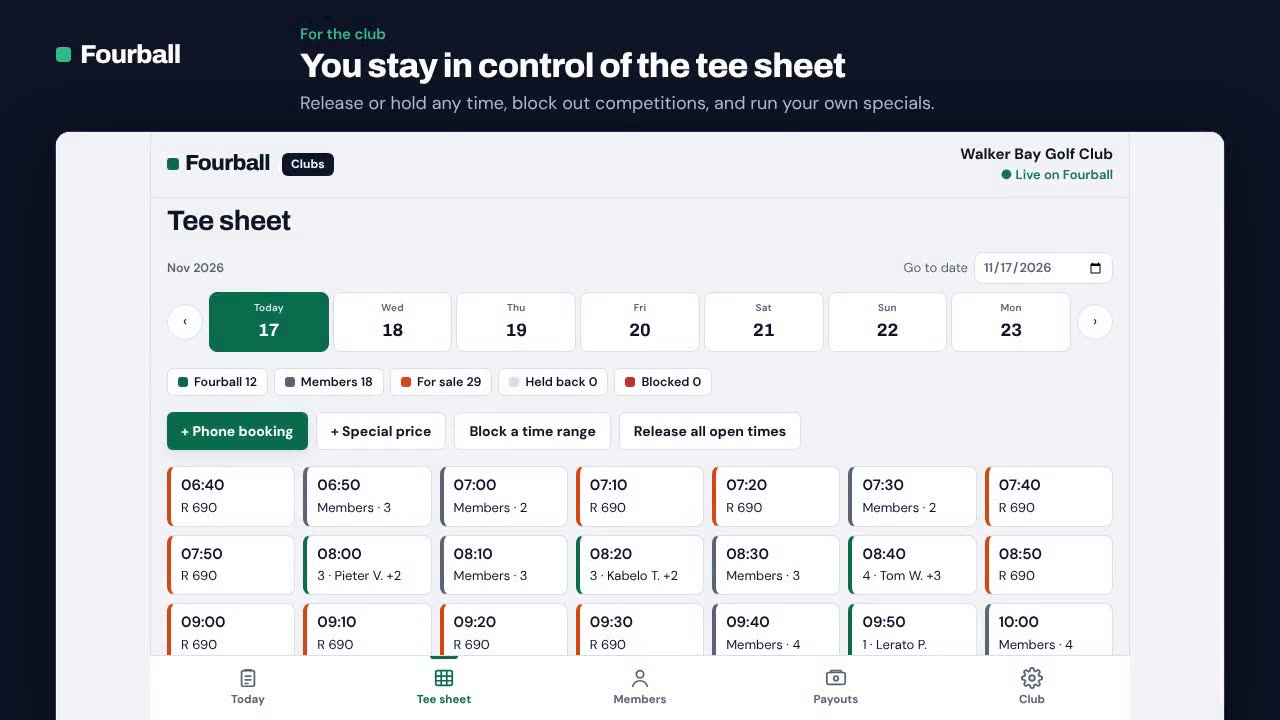 For the club
Fourball
You stay in control of the tee sheet
Release or hold any time, block out competitions, and run your own specials.
Fourball Clubs
Walker Bay Golf Club
Live on Fourball
Tee sheet
Nov 2026
Go to date 11/17/2026
‹
Today Wed Thu Fri Sat Sun Mon
17 18 19 20 21 22 23
›
Fourball 12 Members 18 For sale 29 Held back 0 Blocked 0
+ Phone booking + Special price Block a time range Release all open times
06:40 06:50 07:00 07:10 07:20 07:30 07:40
R 690 Members · 3 Members · 2 R 690 R 690 Members · 2 R 690
07:50 08:00 08:10 08:20 08:30 08:40 08:50
R 690 3 · Pieter V. +2 Members · 3 3 · Kabelo T. +2 Members · 3 4 · Tom W. +3 R 690
09:00 09:10 09:20 09:30 09:40 09:50 10:00
R 690 R 690 R 690 R 690 Members · 4 1 · Lerato P. Members · 4
Today Tee sheet Members Payouts Club